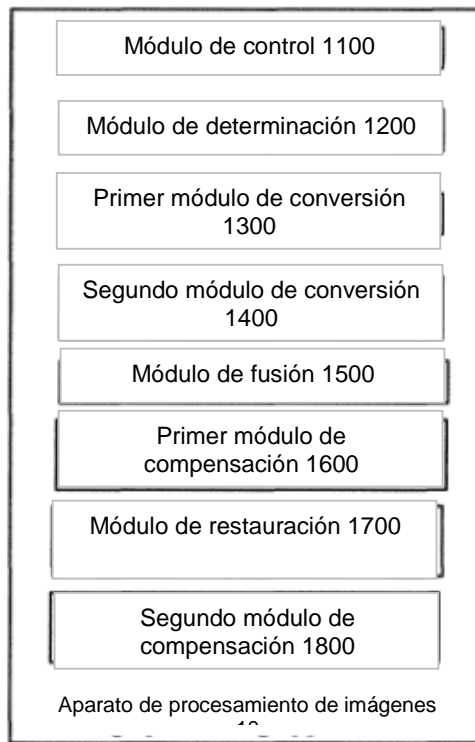 Módulo de control 1100
Módulo de determinación 1200
Primer módulo de conversión
1300
Segundo módulo de conversión
1400
Módulo de fusión 1500
Primer módulo de
compensación 1600
Módulo de restauración 1700
Segundo módulo de
compensación 1800
Aparato de procesamiento de imágenes